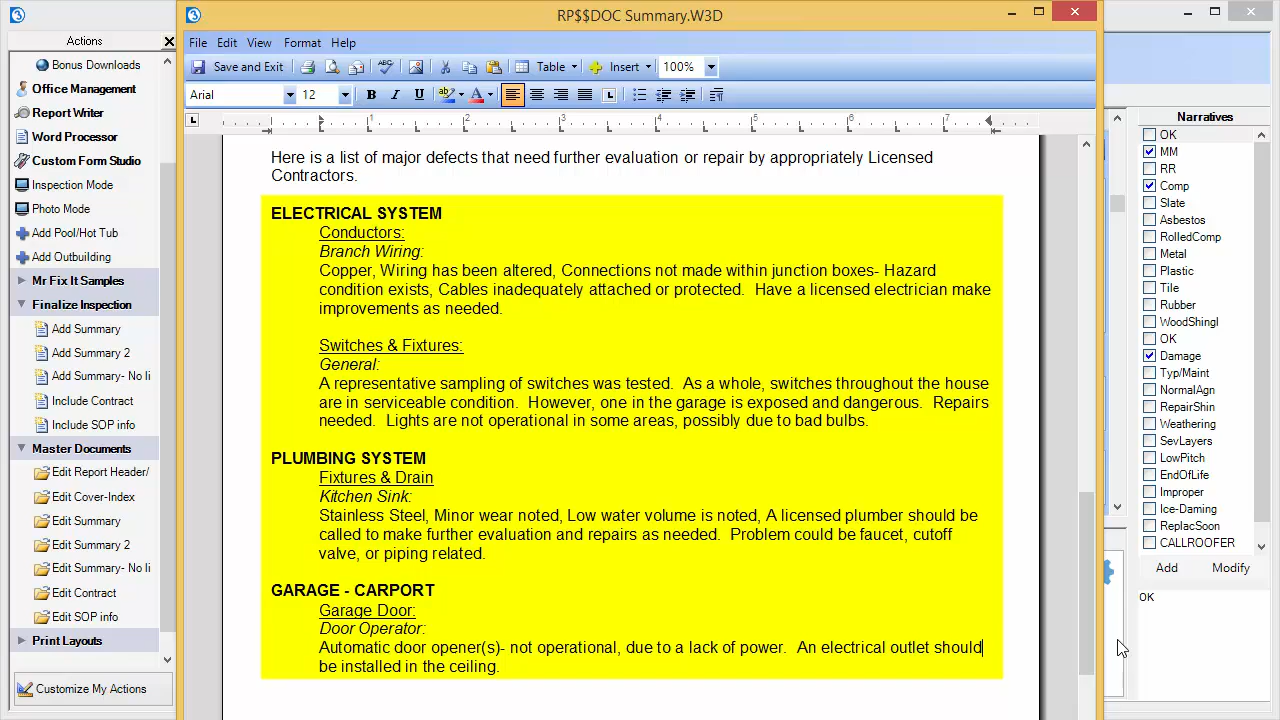 RP$$DOC Summary.W3D
Actions
Bonus Downloads
Office Management
Report Writer
Word Processor
Custom Form Studio
Inspection Mode
Photo Mode
Add Pool/Hot Tub
Add Outbuilding
Mr Fix It Samples
Finalize Inspection
Add Summary
Add Summary 2
Add Summary- No li
Include Contract
Include SOP info
Master Documents
Edit Report Header/
Edit Cover-Index
Edit Summary
Edit Summary 2
Edit Summary- No li
Edit Contract
Edit SOP info
Print Layouts
Customize My Actions
File Edit View Format Help
Save and Exit Table Insert 100%
Arial 12 B I U ab A
1 2 3 4 5 6 7
Here is a list of major defects that need further evaluation or repair by appropriately Licensed
Contractors.
ELECTRICAL SYSTEM
Conductors:
Branch Wiring:
Copper, Wiring has been altered, Connections not made within junction boxes- Hazard
condition exists, Cables inadequately attached or protected. Have a licensed electrician make
improvements as needed.
Switches & Fixtures:
General:
A representative sampling of switches was tested. As a whole, switches throughout the house
are in serviceable condition. However, one in the garage is exposed and dangerous. Repairs
needed. Lights are not operational in some areas, possibly due to bad bulbs.
PLUMBING SYSTEM
Fixtures & Drain
Kitchen Sink:
Stainless Steel, Minor wear noted, Low water volume is noted, A licensed plumber should be
called to make further evaluation and repairs as needed. Problem could be faucet, cutoff
valve, or piping related.
GARAGE - CARPORT
Garage Door:
Door Operator:
Automatic door opener(s)- not operational, due to a lack of power. An electrical outlet should
be installed in the ceiling.
Narratives
OK
MM
RR
Comp
Slate
Asbestos
RolledComp
Metal
Plastic
Tile
Rubber
WoodShingl
OK
Damage
Typ/Maint
NormalAgn
RepairShin
Weathering
SevLayers
LowPitch
EndOfLife
Improper
Ice-Daming
ReplacSoon
CALLROOFER
Add Modify
OK